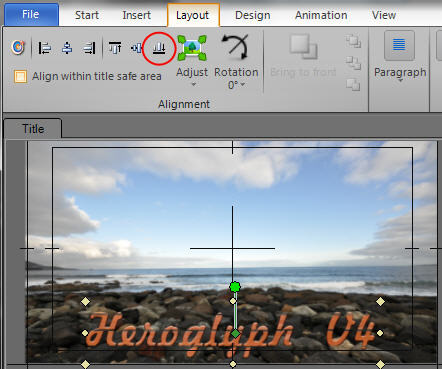 File Start Insert Layout Design Animation View
Align within title safe area
Adjust
Rotation
0°
Bring to front
Paragraph
Alignment
Title
Heroglyph V4